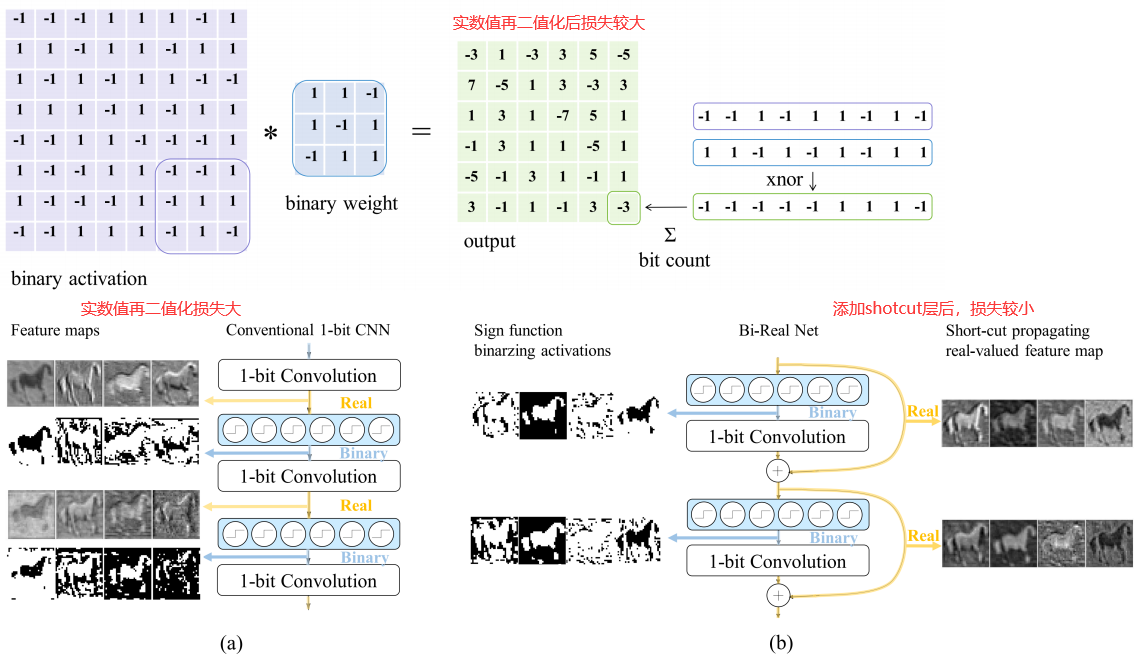 -1 -1 -1 1 1 1 -1 1
1 1 -1 1 1 -1 1 1
1 -1 1 -1 1 1 -1 -1
1 1 1 -1 1 -1 1 1
-1 -1 1 1 -1 -1 -1 1
1 -1 -1 1 1 -1 -1 1
1 -1 -1 -1 1 -1 1 1
-1 -1 1 1 1 -1 1 -1
binary activation
*
1 1 -1
1 -1 1
-1 1 1
binary weight
=
实数值再二值化后损失较大
-3 1 -3 3 5 -5
7 -5 1 3 -3 3
1 3 1 -7 5 1
-1 3 1 1 -5 1
-5 -1 3 1 -1 1
3 -1 1 -1 3 -3
output
-1 -1 1 -1 1 1 -1 1 -1
1 1 -1 1 -1 1 -1 1 1
xnor ↓
-1 -1 -1 -1 -1 1 1 1 -1
←
Σ
bit count
实数值再二值化损失大
Feature maps
Conventional 1-bit CNN
1-bit Convolution
Real
Binary
1-bit Convolution
Real
Binary
1-bit Convolution
(a)
添加shotcut层后，损失较小
Sign function
binarzing activations
Bi-Real Net
Short-cut propagating
real-valued feature map
Binary
Real
1-bit Convolution
+
Binary
Real
1-bit Convolution
+
(b)